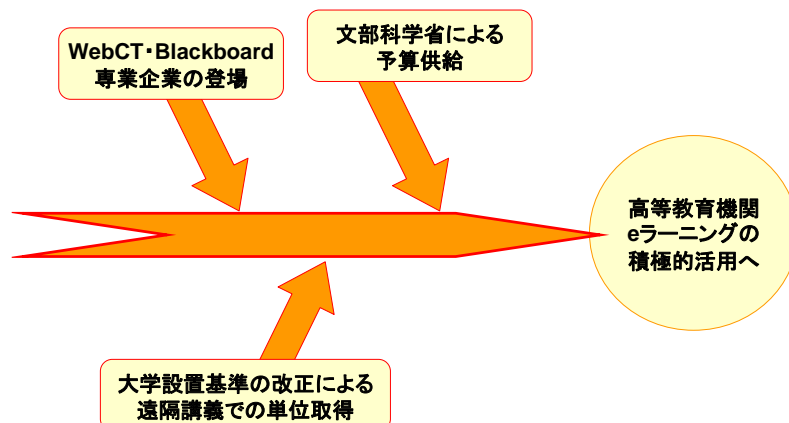 WebCT・Blackboard
専業企業の登場
文部科学省による
予算供給
高等教育機関
eラーニングの
積極的活用へ
大学設置基準の改正による
遠隔講義での単位取得